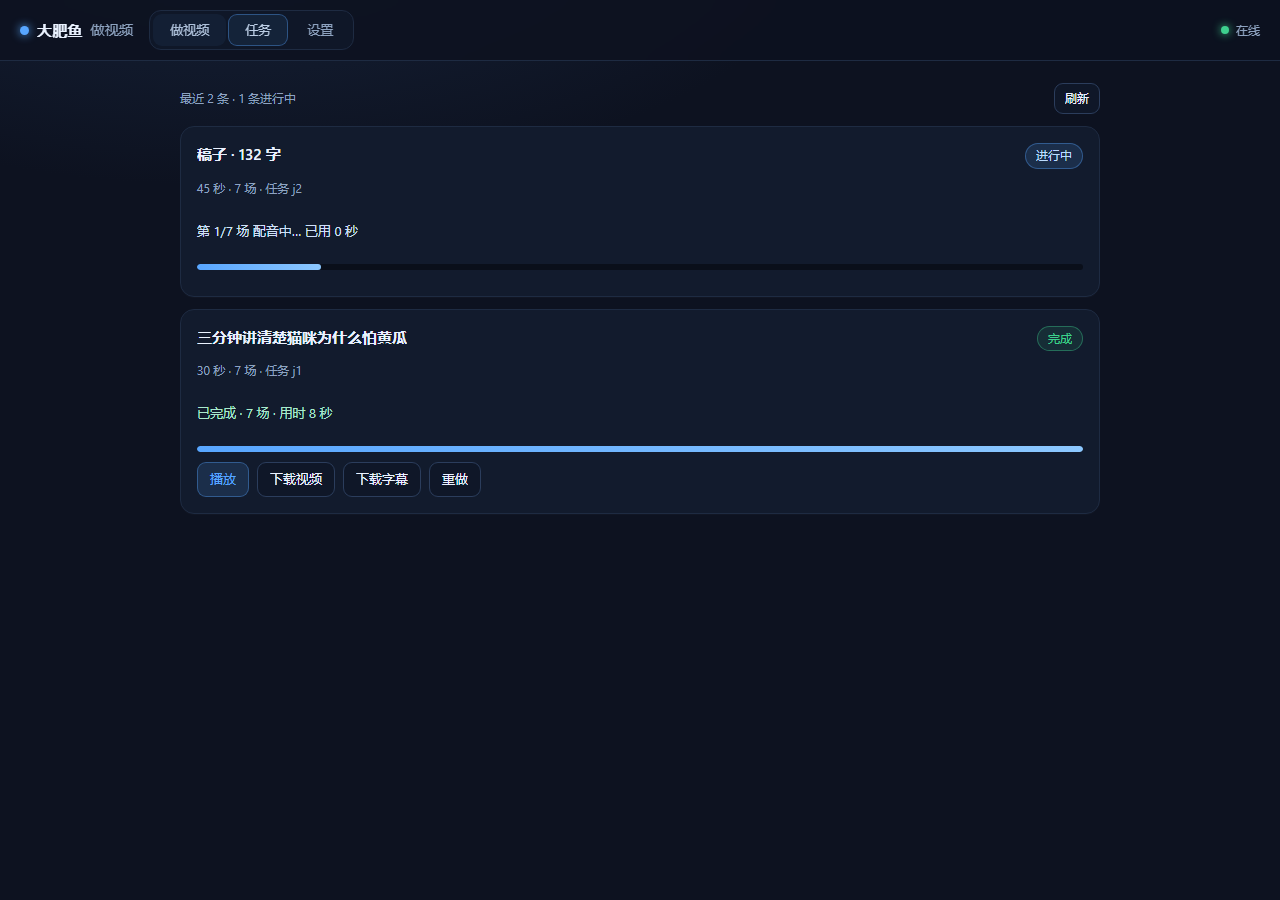 大肥鱼 做视频 做视频 任务 设置 在线
最近 2 条 · 1 条进行中 刷新
稿子 · 132 字 进行中
45 秒 · 7 场 · 任务 j2
第 1/7 场 配音中... 已用 0 秒
三分钟讲清楚猫咪为什么怕黄瓜 完成
30 秒 · 7 场 · 任务 j1
已完成 · 7 场 · 用时 8 秒
播放 下载视频 下载字幕 重做